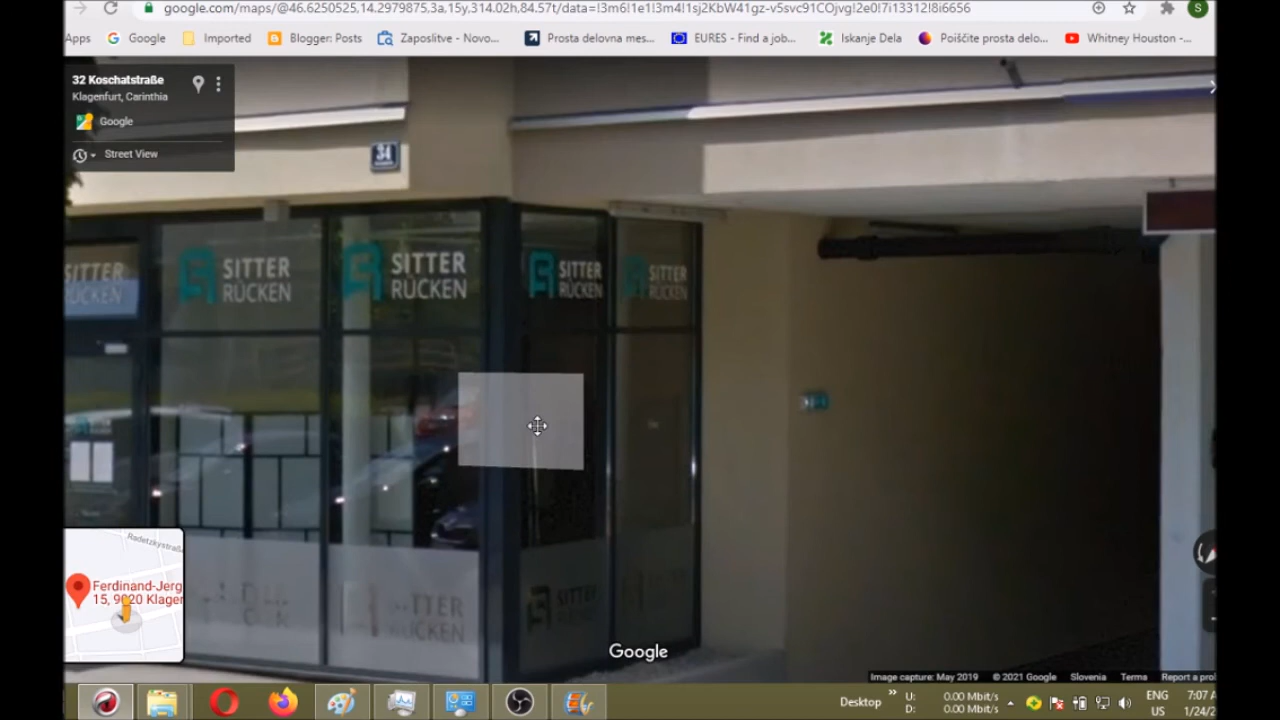 google.com/maps/@46.6250525,14.2979875,3a,15y,314.02h,84.57t/data=!3m6!1e1!3m4!1sj2KbW41gz-v5svc91COjvg!2e0!7i13312!8i6656
S
Apps Google Imported Blogger: Posts Zaposlitve - Novo... Prosta delovna mes... EURES - Find a job... Iskanje Dela Poiščite prosta delo... Whitney Houston -...
32 Koschatstraße
Klagenfurt, Carinthia
Google
Street View
34
SITTER
RÜCKEN
SITTER
RÜCKEN
SITTER
RÜCKEN
SITTER
RÜCKEN
SITTER
RÜCKEN
RÜCKEN
Radetzkystraß
Ferdinand-Jerg
15, 9020 Klager
Google
Image capture: May 2019 © 2021 Google Slovenia Terms Report a pro
Desktop
U: 0.00 Mbit/s
D: 0.00 Mbit/s
ENG
US
7:07
1/24/2